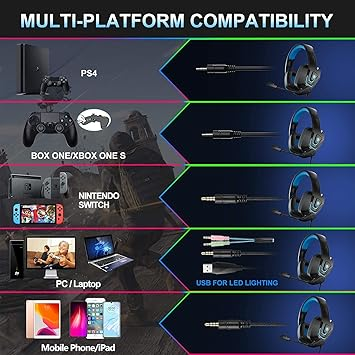 MULTI-PLATFORM COMPATIBILITY
PS4
BOX ONE/XBOX ONE S
NINTENDO
SWITCH
PC / Laptop
USB FOR LED LIGHTING
Mobile Phone/iPad